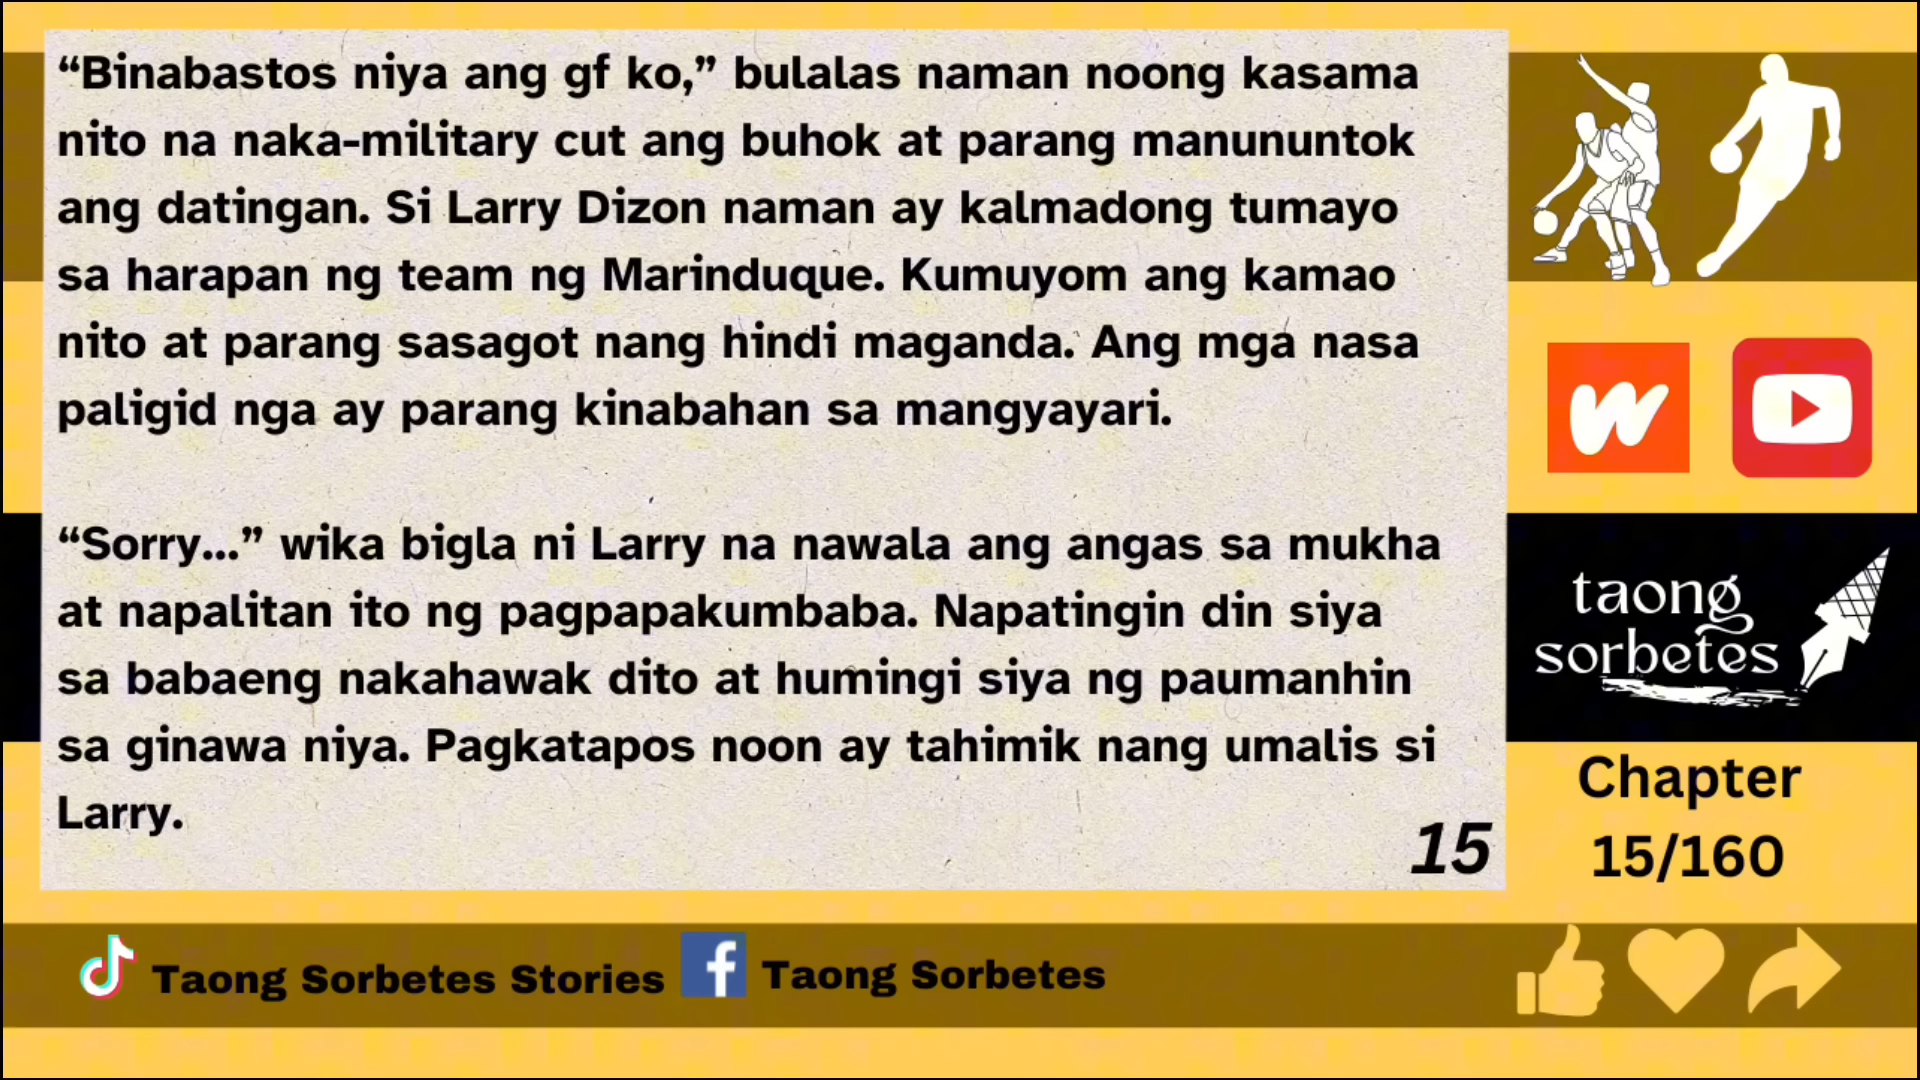 “Binabastos niya ang gf ko,” bulalas naman noong kasama
nito na naka-military cut ang buhok at parang manununtok
ang datingan. Si Larry Dizon naman ay kalmadong tumayo
sa harapan ng team ng Marinduque. Kumuyom ang kamao
nito at parang sasagot nang hindi maganda. Ang mga nasa
paligid nga ay parang kinabahan sa mangyayari.
“Sorry...” wika bigla ni Larry na nawala ang angas sa mukha
at napalitan ito ng pagpapakumbaba. Napatingin din siya
sa babaeng nakahawak dito at humingi siya ng paumanhin
sa ginawa niya. Pagkatapos noon ay tahimik nang umalis si
Larry.
15
taong
sorbetes
Chapter
15/160
Taong Sorbetes Stories
Taong Sorbetes